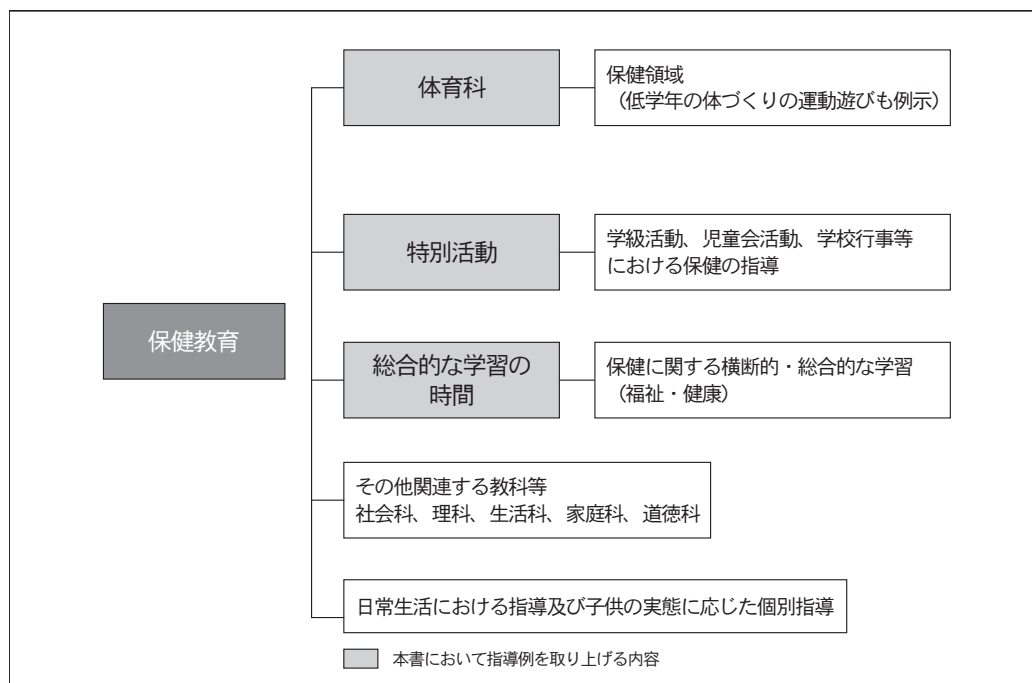 体育科
保健領域
（低学年の体づくりの運動遊びも例示）
特別活動
学級活動、児童会活動、学校行事等
における保健の指導
保健教育
総合的な学習の
時間
保健に関する横断的・総合的な学習
（福祉・健康）
その他関連する教科等
社会科、理科、生活科、家庭科、道徳科
日常生活における指導及び子供の実態に応じた個別指導
本書において指導例を取り上げる内容